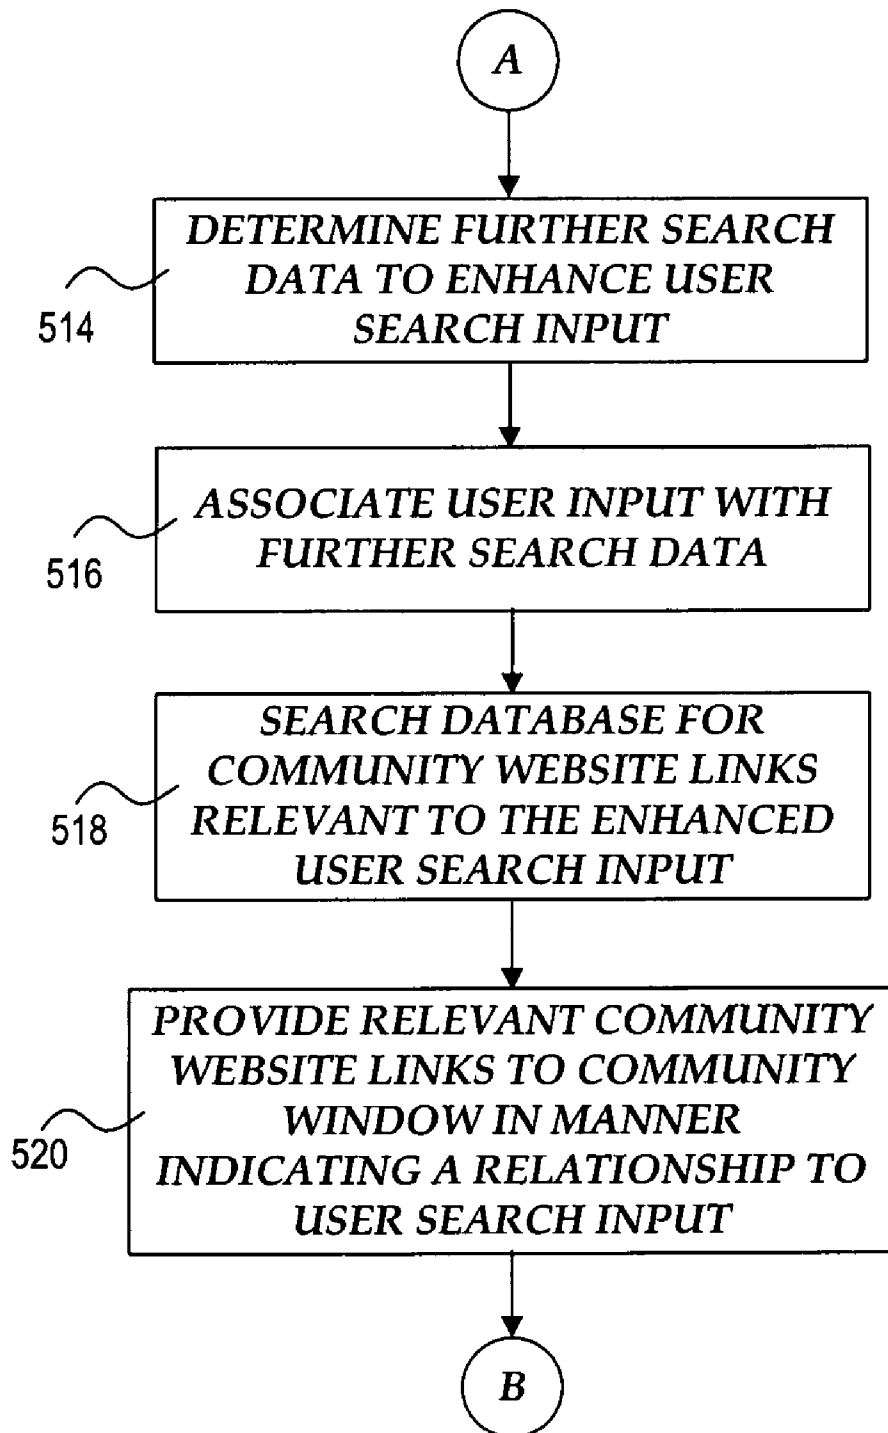 A
DETERMINE FURTHER SEARCH
DATA TO ENHANCE USER
SEARCH INPUT
514
ASSOCIATE USER INPUT WITH
FURTHER SEARCH DATA
516
SEARCH DATABASE FOR
COMMUNITY WEBSITE LINKS
RELEVANT TO THE ENHANCED
USER SEARCH INPUT
518
PROVIDE RELEVANT COMMUNITY
WEBSITE LINKS TO COMMUNITY
WINDOW IN MANNER
INDICATING A RELATIONSHIP TO
USER SEARCH INPUT
520
B